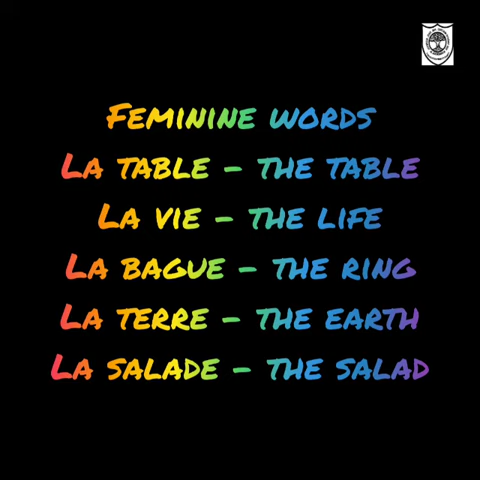 Feminine words
La table - the table
La vie - the life
La bague - the ring
La terre - the earth
La salade - the salad